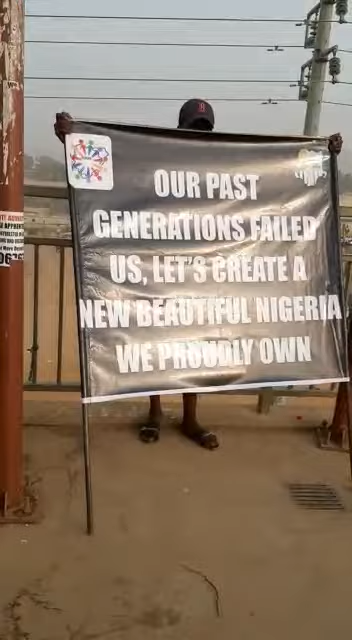 OUR PAST
GENERATIONS FAILED
US, LET'S CREATE A
NEW BEAUTIFUL NIGERIA
WE PROUDLY OWN